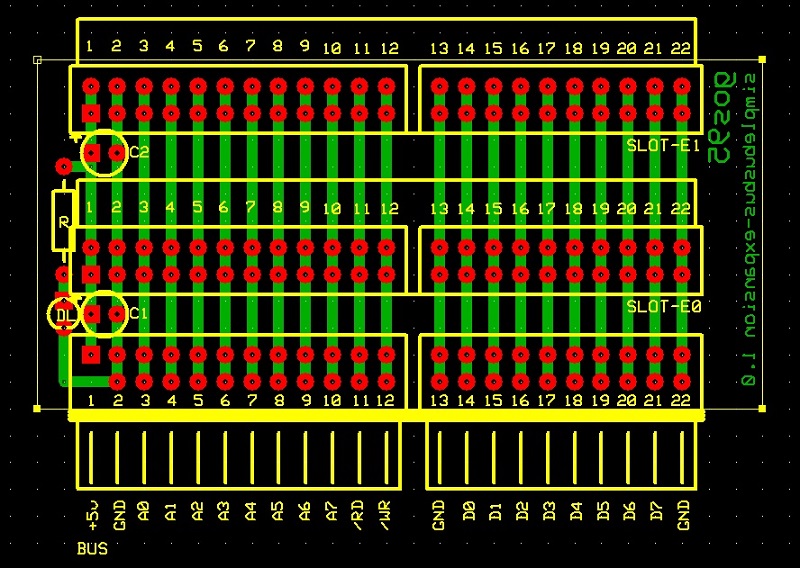 1 2 3 4 5 6 7 8 9 10 11 12 13 14 15 16 17 18 19 20 21 22
C2
SLOT-E1
gos95
simplebusbus-expansion 1.0
R
1 2 3 4 5 6 7 8 9 10 11 12 13 14 15 16 17 18 19 20 21 22
DL
C1
SLOT-E0
1 2 3 4 5 6 7 8 9 10 11 12 13 14 15 16 17 18 19 20 21 22
+5v GND A0 A1 A2 A3 A4 A5 A6 A7 /RD /WR GND D0 D1 D2 D3 D4 D5 D6 D7 GND
BUS